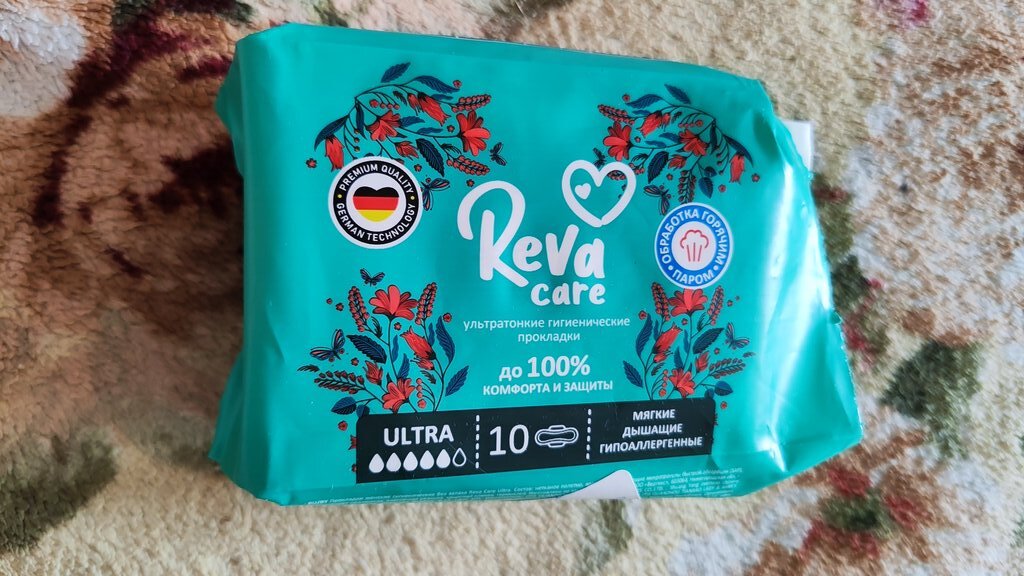 PREMIUM QUALITY
GERMAN TECHNOLOGY
Reva
care
ОБРАБОТКА ГОРЯЧИМ
ПАРОМ
ультратонкие гигиенические
прокладки
до 100%
КОМФОРТА И ЗАЩИТЫ
ULTRA
10
МЯГКИЕ
ДЫШАЩИЕ
ГИПОАЛЛЕРГЕННЫЕ